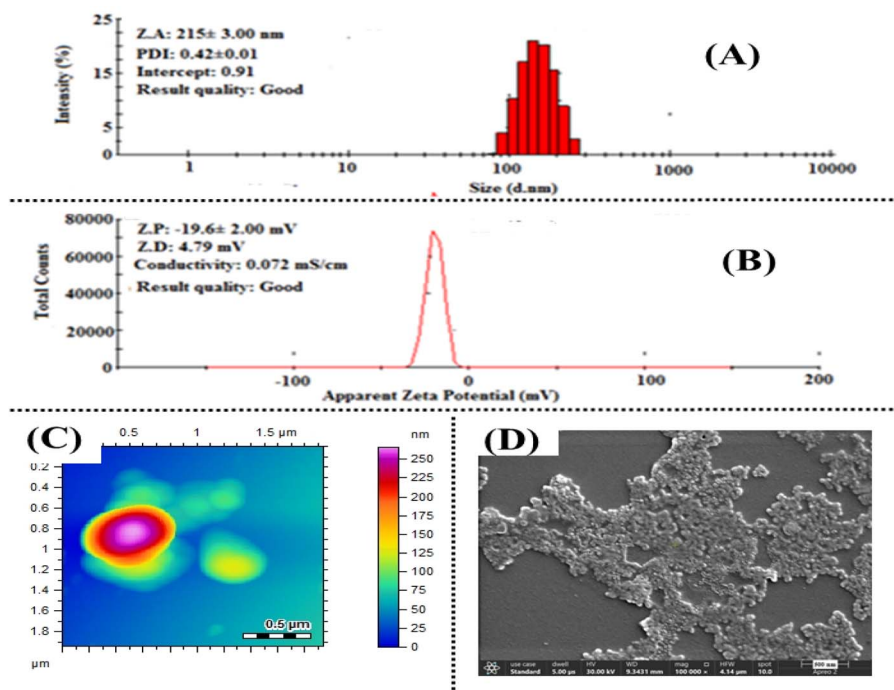 25
15
5
0
Intensity (%)
Z.A: 215± 3.00 nm
PDI: 0.42±0.01
Intercept: 0.91
Result quality: Good
(A)
1 10 100 1000 10000
Size (d.nm)
80000
60000
40000
20000
0
Total Counts
Z.P: -19.6± 2.00 mV
Z.D: 4.79 mV
Conductivity: 0.072 mS/cm
Result quality: Good
(B)
-100 0 100 200
Apparent Zeta Potential (mV)
(C)
0.5 1 1.5 µm
0.2
0.4
0.6
0.8
1
1.2
1.4
1.6
1.8
µm
0.5 µm
nm
250
225
200
175
150
125
100
75
50
25
0
(D)
use case dwell HV WD mag HFW spot
Standard 5.00 µs 30.00 kV 9.3431 mm 100 000 x 4.14 µm 10.0
500 nm
Apreo 2